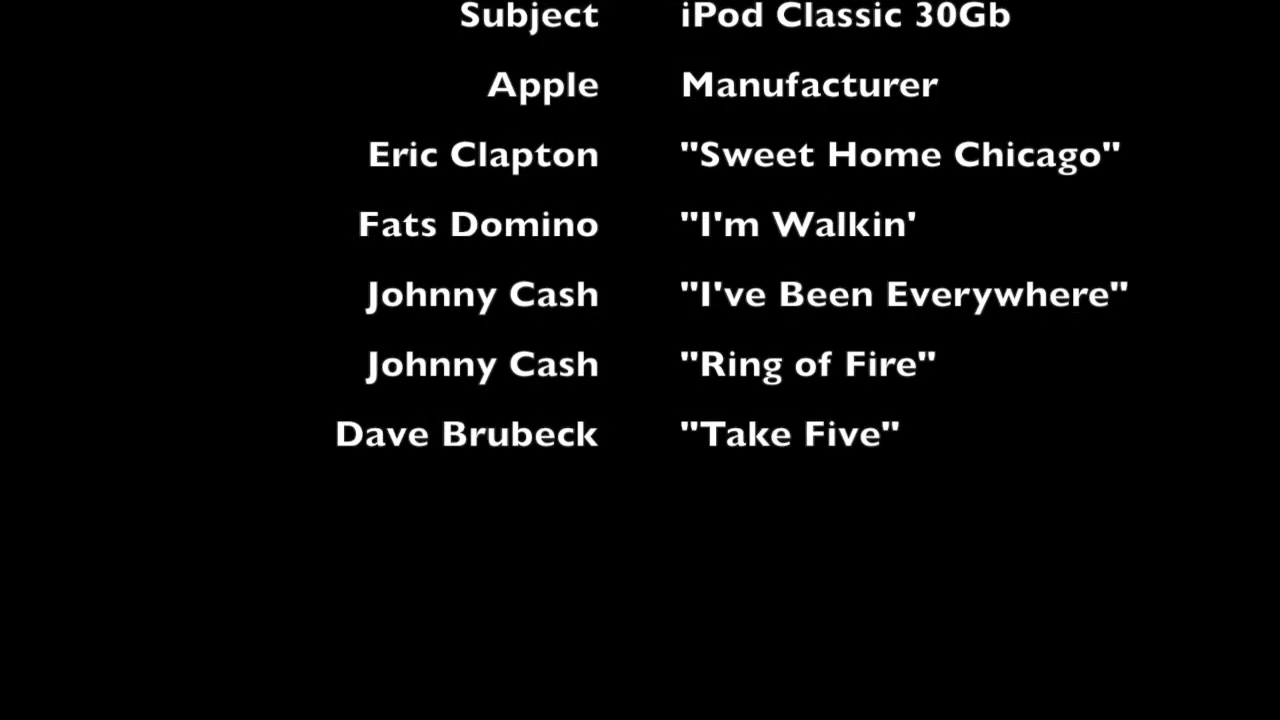 Subject iPod Classic 30Gb
Apple Manufacturer
Eric Clapton "Sweet Home Chicago"
Fats Domino "I'm Walkin'
Johnny Cash "I've Been Everywhere"
Johnny Cash "Ring of Fire"
Dave Brubeck "Take Five"